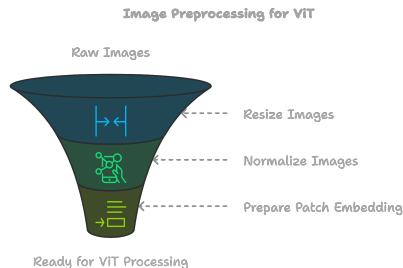 Image Preprocessing for ViT
Raw Images
Resize Images
Normalize Images
Prepare Patch Embedding
Ready for ViT Processing